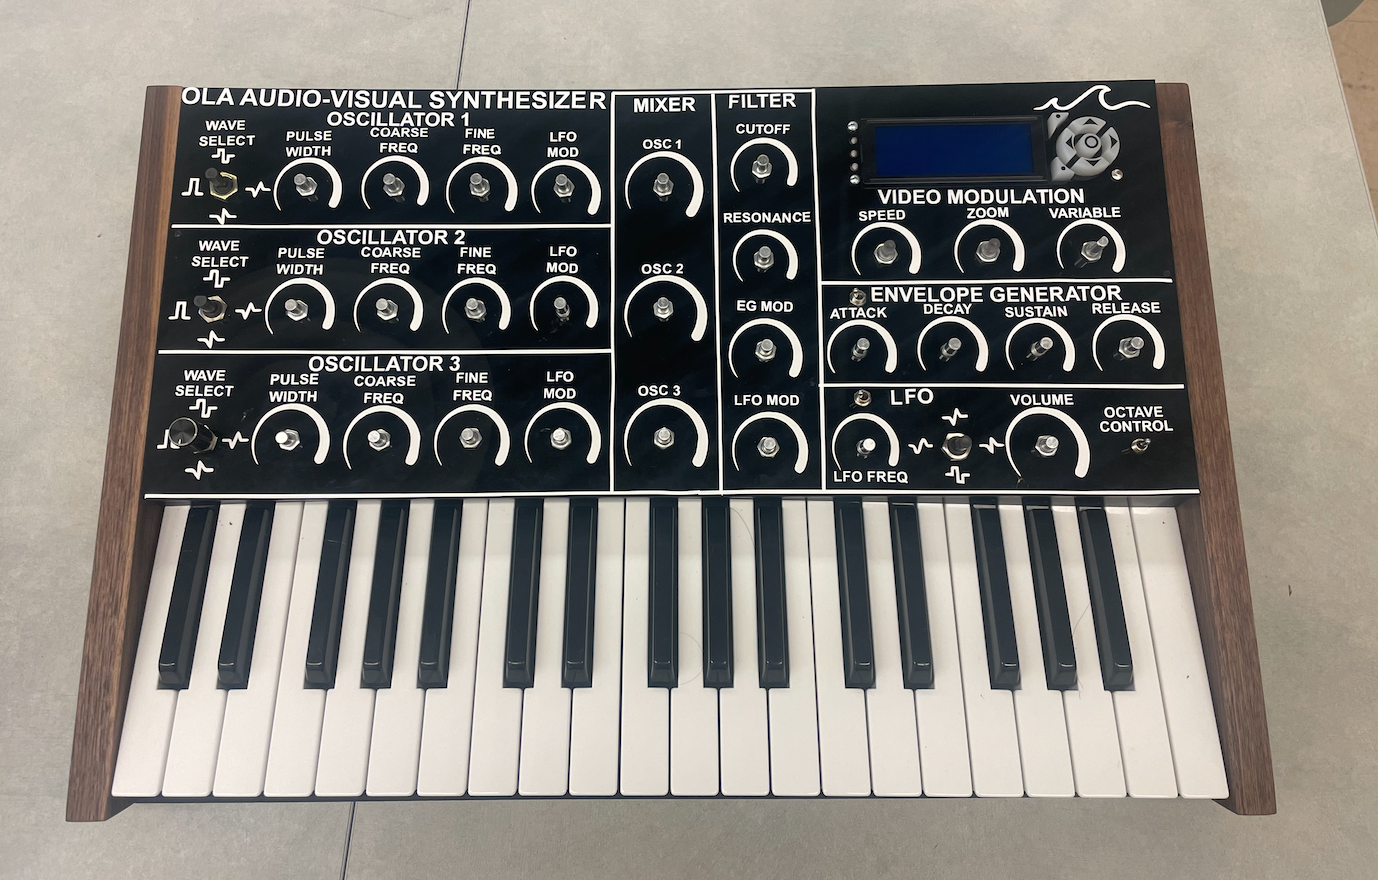 OLA AUDIO-VISUAL SYNTHESIZER
OSCILLATOR 1
WAVE
SELECT
PULSE
WIDTH
COARSE
FREQ
FINE
FREQ
LFO
MOD
OSCILLATOR 2
WAVE
SELECT
PULSE
WIDTH
COARSE
FREQ
FINE
FREQ
LFO
MOD
OSCILLATOR 3
WAVE
SELECT
PULSE
WIDTH
COARSE
FREQ
FINE
FREQ
LFO
MOD
MIXER
OSC 1
OSC 2
OSC 3
FILTER
CUTOFF
RESONANCE
EG MOD
LFO MOD
VIDEO MODULATION
SPEED
ZOOM
VARIABLE
ENVELOPE GENERATOR
ATTACK
DECAY
SUSTAIN
RELEASE
LFO
LFO FREQ
VOLUME
OCTAVE
CONTROL